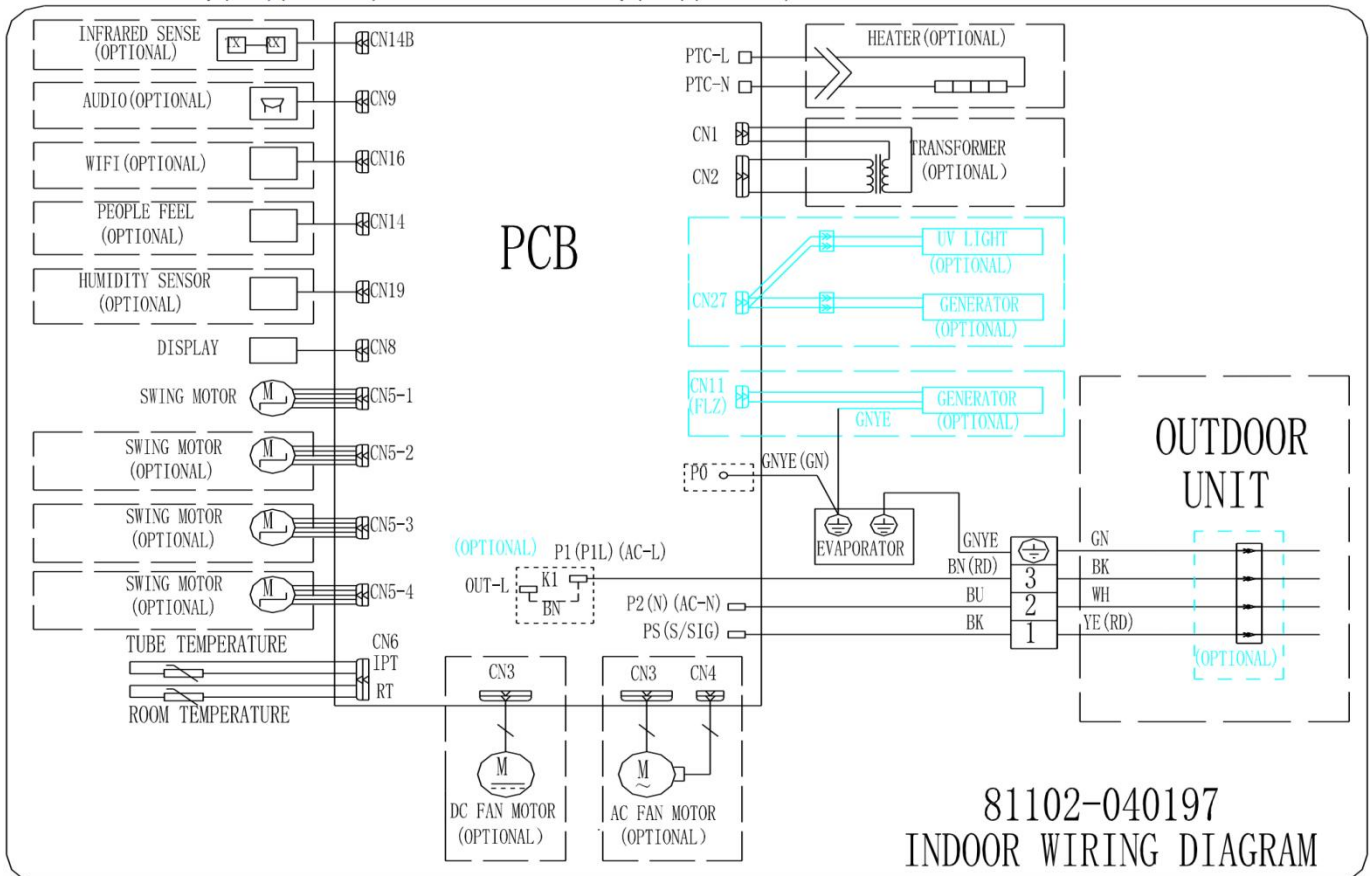 INFRARED SENSE
(OPTIONAL)
TX
RX
CN14B
AUDIO(OPTIONAL)
CN9
WIFI(OPTIONAL)
CN16
PEOPLE FEEL
(OPTIONAL)
CN14
HUMIDITY SENSOR
(OPTIONAL)
CN19
DISPLAY
CN8
SWING MOTOR
M
CN5-1
SWING MOTOR
(OPTIONAL)
M
CN5-2
SWING MOTOR
(OPTIONAL)
M
CN5-3
SWING MOTOR
(OPTIONAL)
M
CN5-4
TUBE TEMPERATURE
CN6
IPT
RT
ROOM TEMPERATURE
PCB
PTC-L
PTC-N
HEATER(OPTIONAL)
CN1
CN2
TRANSFORMER
(OPTIONAL)
CN27
UV LIGHT
(OPTIONAL)
GENERATOR
(OPTIONAL)
CN11
(FLZ)
GENERATOR
(OPTIONAL)
GNYE
P0
GNYE(GN)
EVAPORATOR
(OPTIONAL)
P1(P1L)(AC-L)
OUT-L
K1
BN
P2(N)(AC-N)
PS(S/SIG)
GNYE
BN(RD)
BU
BK
3
2
1
OUTDOOR
UNIT
GN
BK
WH
YE(RD)
(OPTIONAL)
CN3
M
DC FAN MOTOR
(OPTIONAL)
CN3
CN4
M
~
AC FAN MOTOR
(OPTIONAL)
81102-040197
INDOOR WIRING DIAGRAM